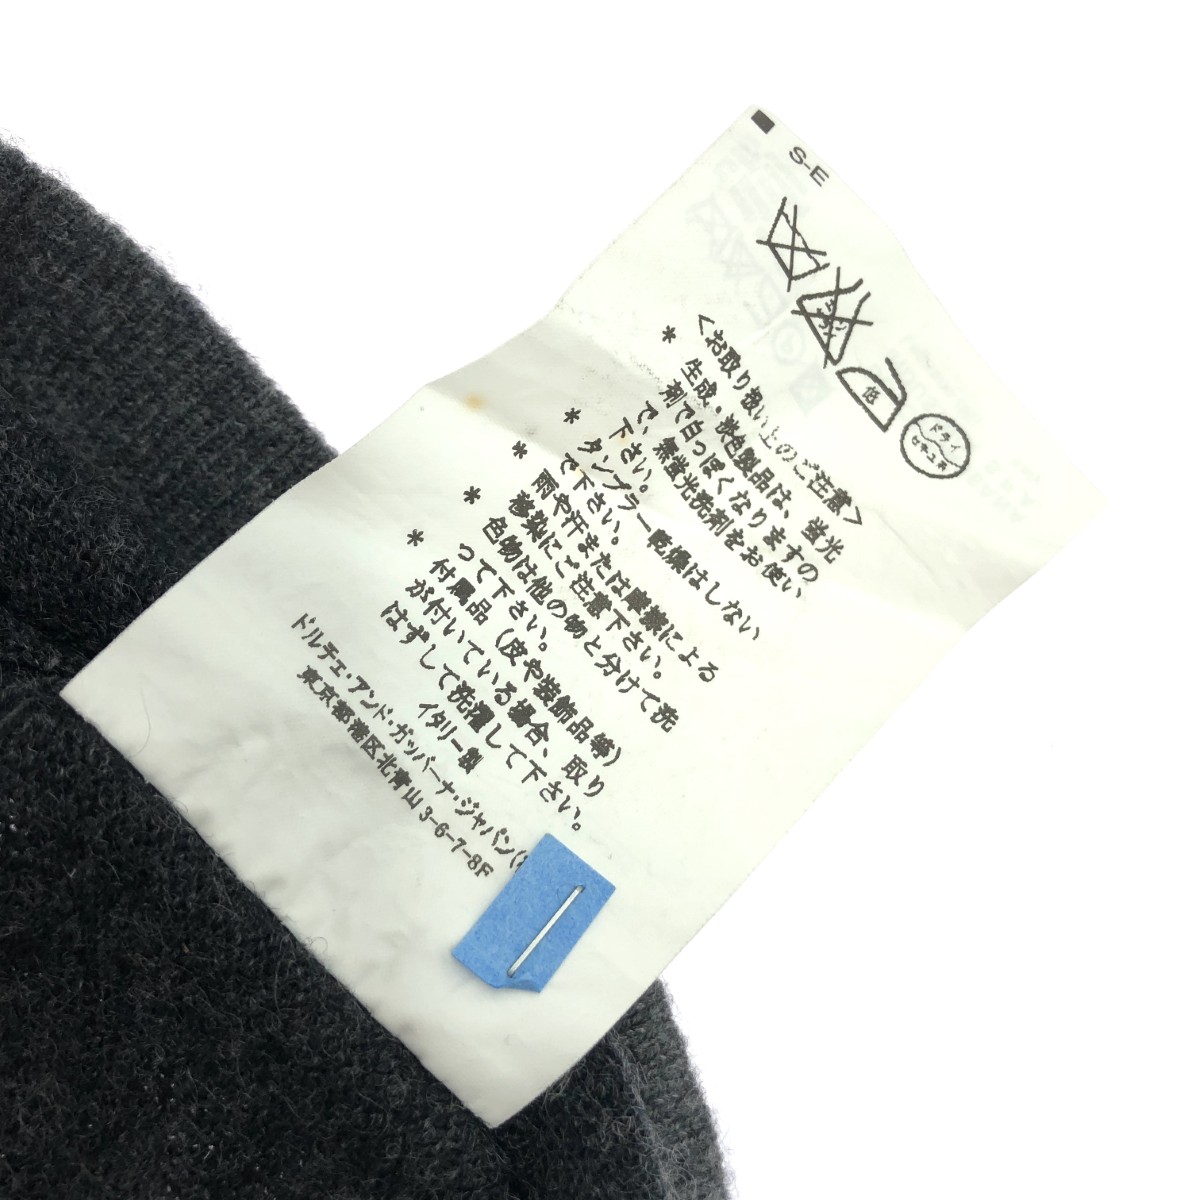 S-E
エンソサラシ
低
ドライ
セキユ系
<お取り扱い上のご注意>
* 生成・淡色製品は、蛍光
剤で白っぽくなりますの
で、無蛍光洗剤をお使い
下さい。
* タンブラー乾燥はしない
で下さい。
* 雨や汗または摩擦による
移染にご注意下さい。
* 色物は他の物と分けて洗
って下さい。
* 付属品(皮や装飾品等)
が付いている場合、取り
はずして洗濯して下さい。
イタリー製
ドルチェ・アンド・ガッバーナ・ジャパン(
東京都港区北青山3-6-7-8F